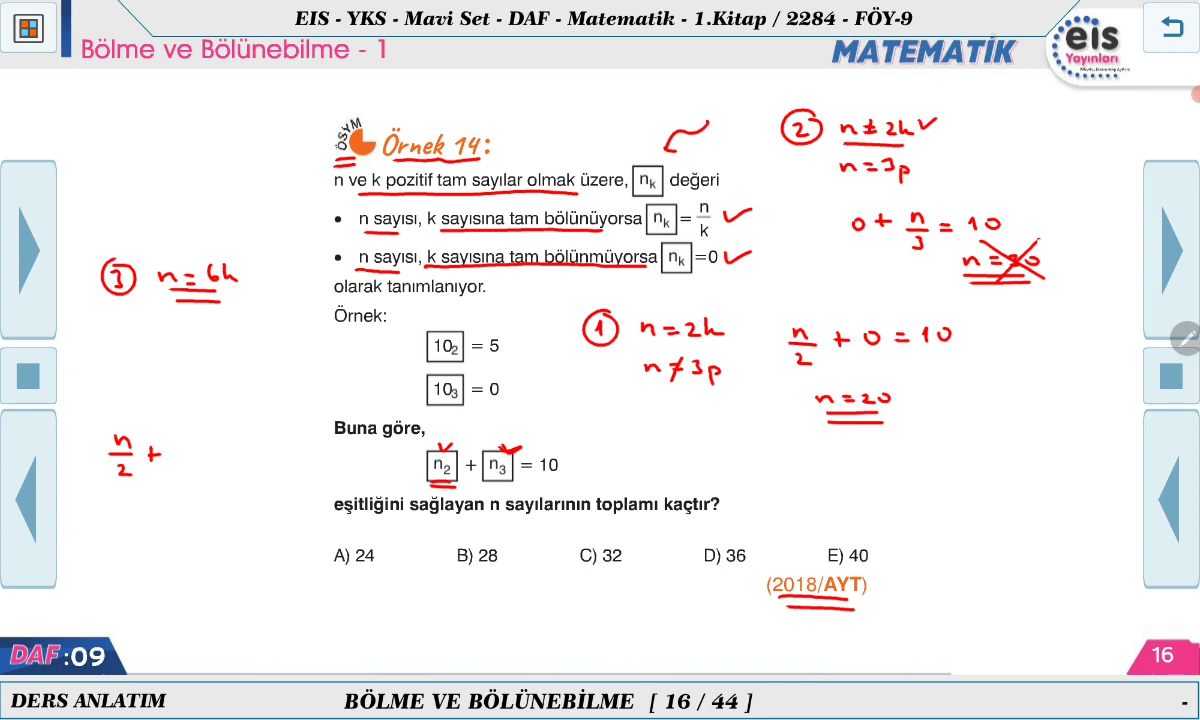 EIS - YKS - Mavi Set - DAF - Matematik - 1.Kitap / 2284 - FÖY-9
Bölme ve Bölünebilme - 1
MATEMATİK
eis
Yayınları
ÖSYM
Örnek 14:
n ve k pozitif tam sayılar olmak üzere, nk değeri
• n sayısı, k sayısına tam bölünüyorsa nk = n/k
• n sayısı, k sayısına tam bölünmüyorsa nk =0
olarak tanımlanıyor.
Örnek:
10₂ = 5
10₃ = 0
Buna göre,
n₂ + n₃ = 10
eşitliğini sağlayan n sayılarının toplamı kaçtır?
A) 24 B) 28 C) 32 D) 36 E) 40
(2018/AYT)
1 n = 2k
n ≠ 3p
n/2 + 0 = 10
n = 20
2 n ≠ 2k
n = 3p
0 + n/3 = 10
n = 30
3 n = 6k
n/2 +
DAF :09
16
DERS ANLATIM
BÖLME VE BÖLÜNEBİLME [ 16 / 44 ]
-